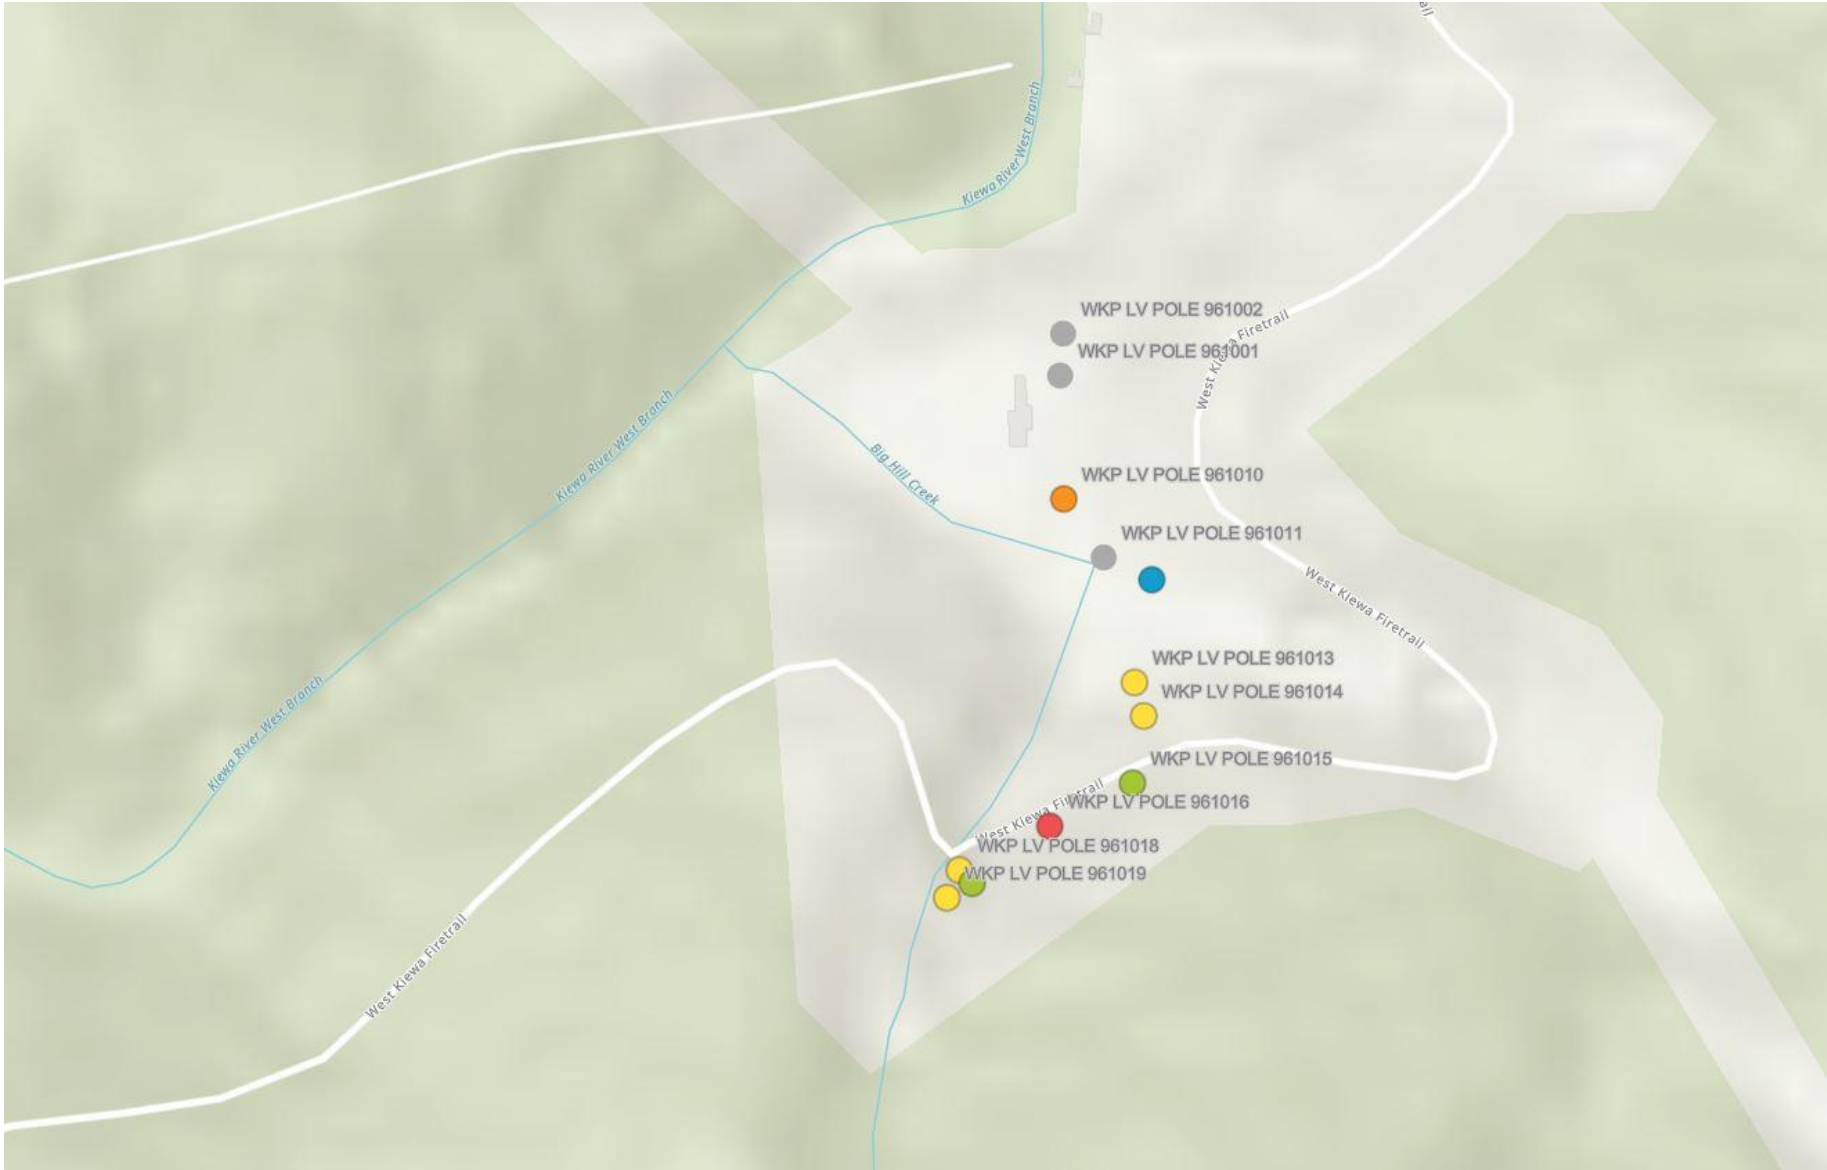 ail
Kiewa River West Branch
WKP LV POLE 961002
West Kiewa Firetrail
WKP LV POLE 961001
Kiewa River West Branch
Big Hill Creek
WKP LV POLE 961010
WKP LV POLE 961011
West Kiewa Firetrail
WKP LV POLE 961013
WKP LV POLE 961014
Kiewa River West Branch
WKP LV POLE 961015
West Kiewa Firetrail
WKP LV POLE 961016
WKP LV POLE 961018
WKP LV POLE 961019
West Kiewa Firetrail